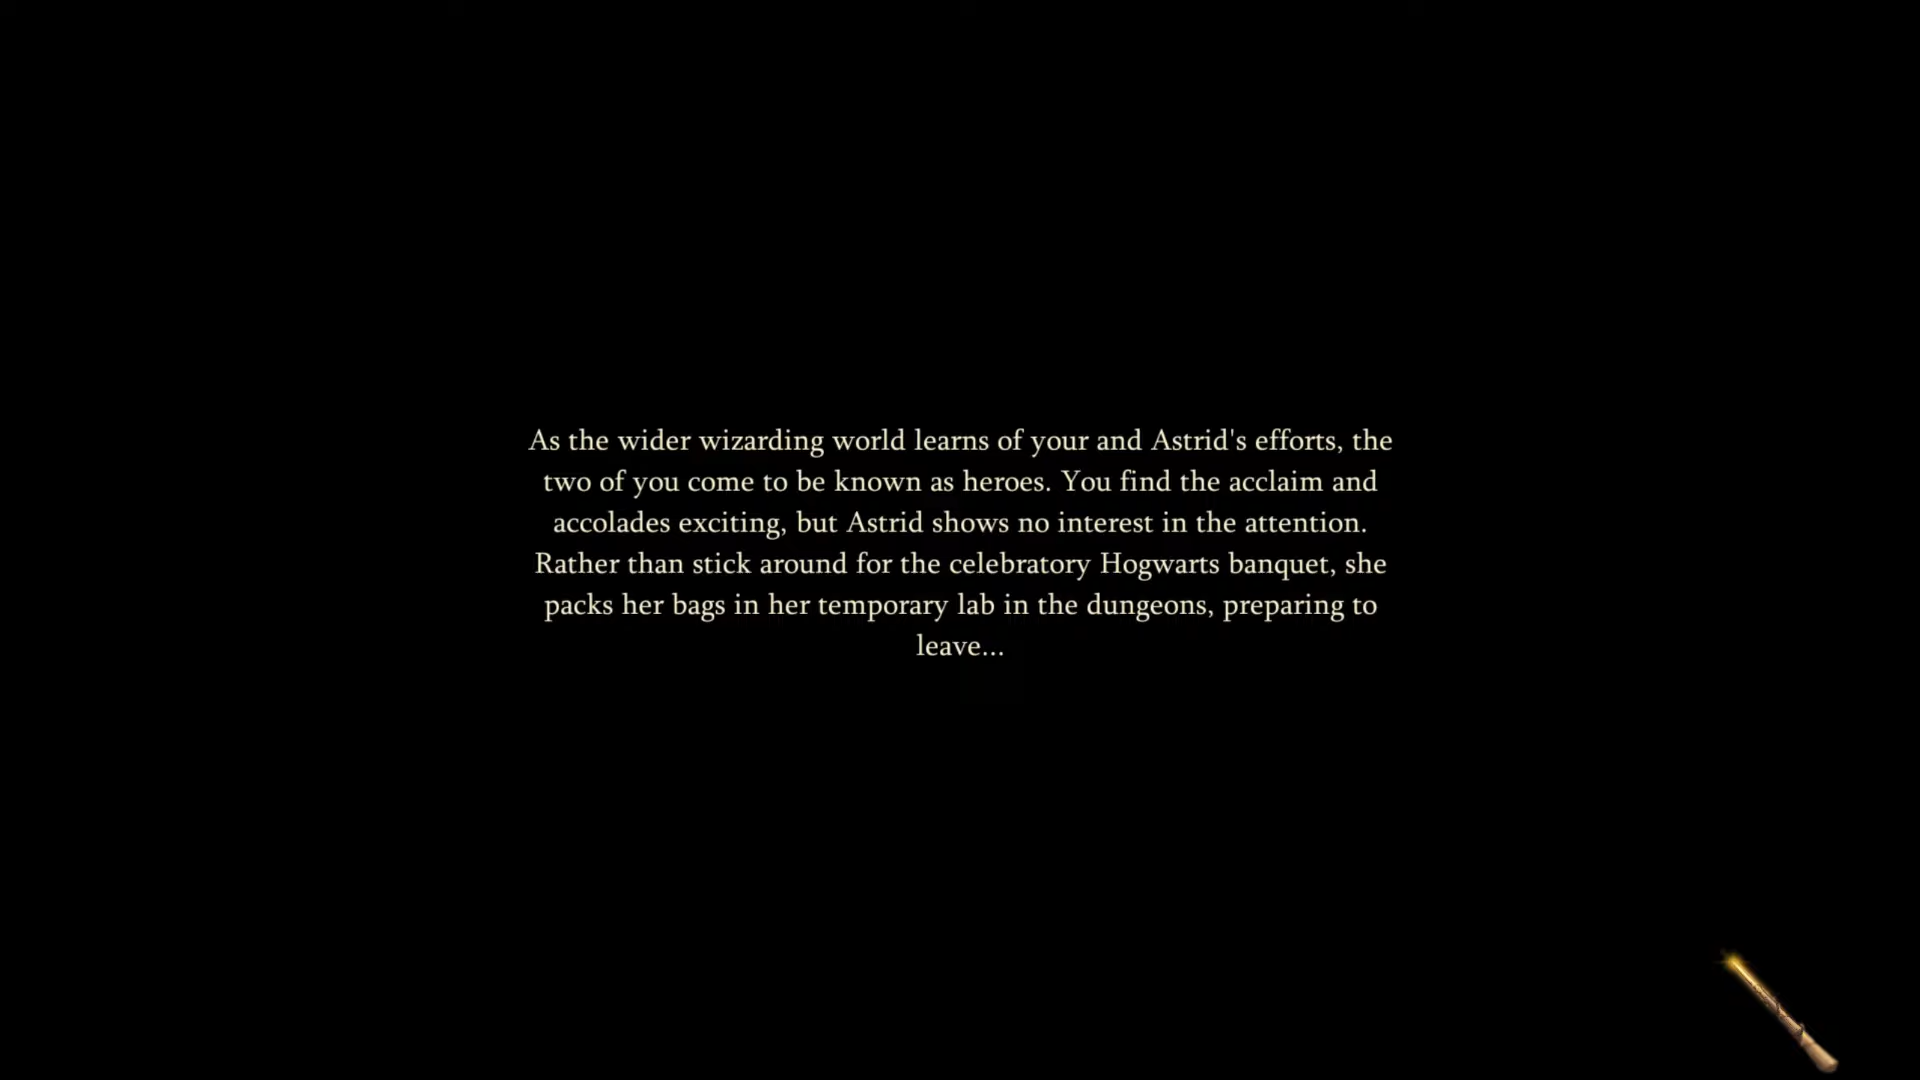 As the wider wizarding world learns of your and Astrid's efforts, the
two of you come to be known as heroes. You find the acclaim and
accolades exciting, but Astrid shows no interest in the attention.
Rather than stick around for the celebratory Hogwarts banquet, she
packs her bags in her temporary lab in the dungeons, preparing to
leave...